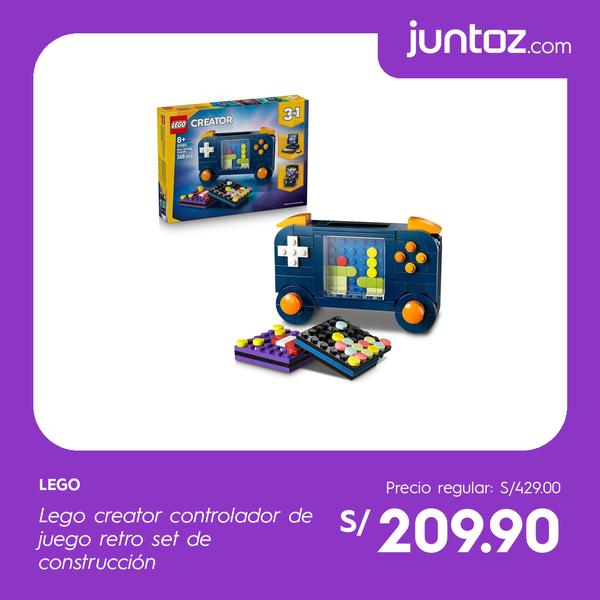 juntoz.com
LEGO CREATOR
3in1
8+
268 pcs
LEGO
Lego creator controlador de
juego retro set de
construcción
Precio regular: S/429.00
S/209.90